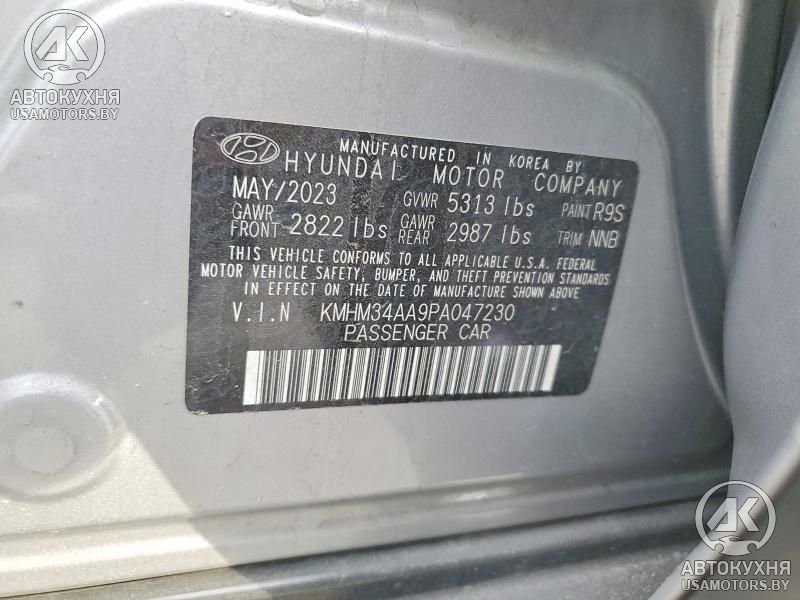 AK
АВТОКУХНЯ
USAMOTORS.BY
MANUFACTURED IN KOREA BY
HYUNDAI MOTOR COMPANY
MAY/2023 GVWR 5313 lbs PAINT R9S
GAWR FRONT 2822 lbs GAWR REAR 2987 lbs TRIM NNB
THIS VEHICLE CONFORMS TO ALL APPLICABLE U.S.A. FEDERAL
MOTOR VEHICLE SAFETY, BUMPER, AND THEFT PREVENTION STANDARDS
IN EFFECT ON THE DATE OF MANUFACTURE SHOWN ABOVE
V.I.N KMHM34AA9PA047230
PASSENGER CAR
AK
АВТОКУХНЯ
USAMOTORS.BY